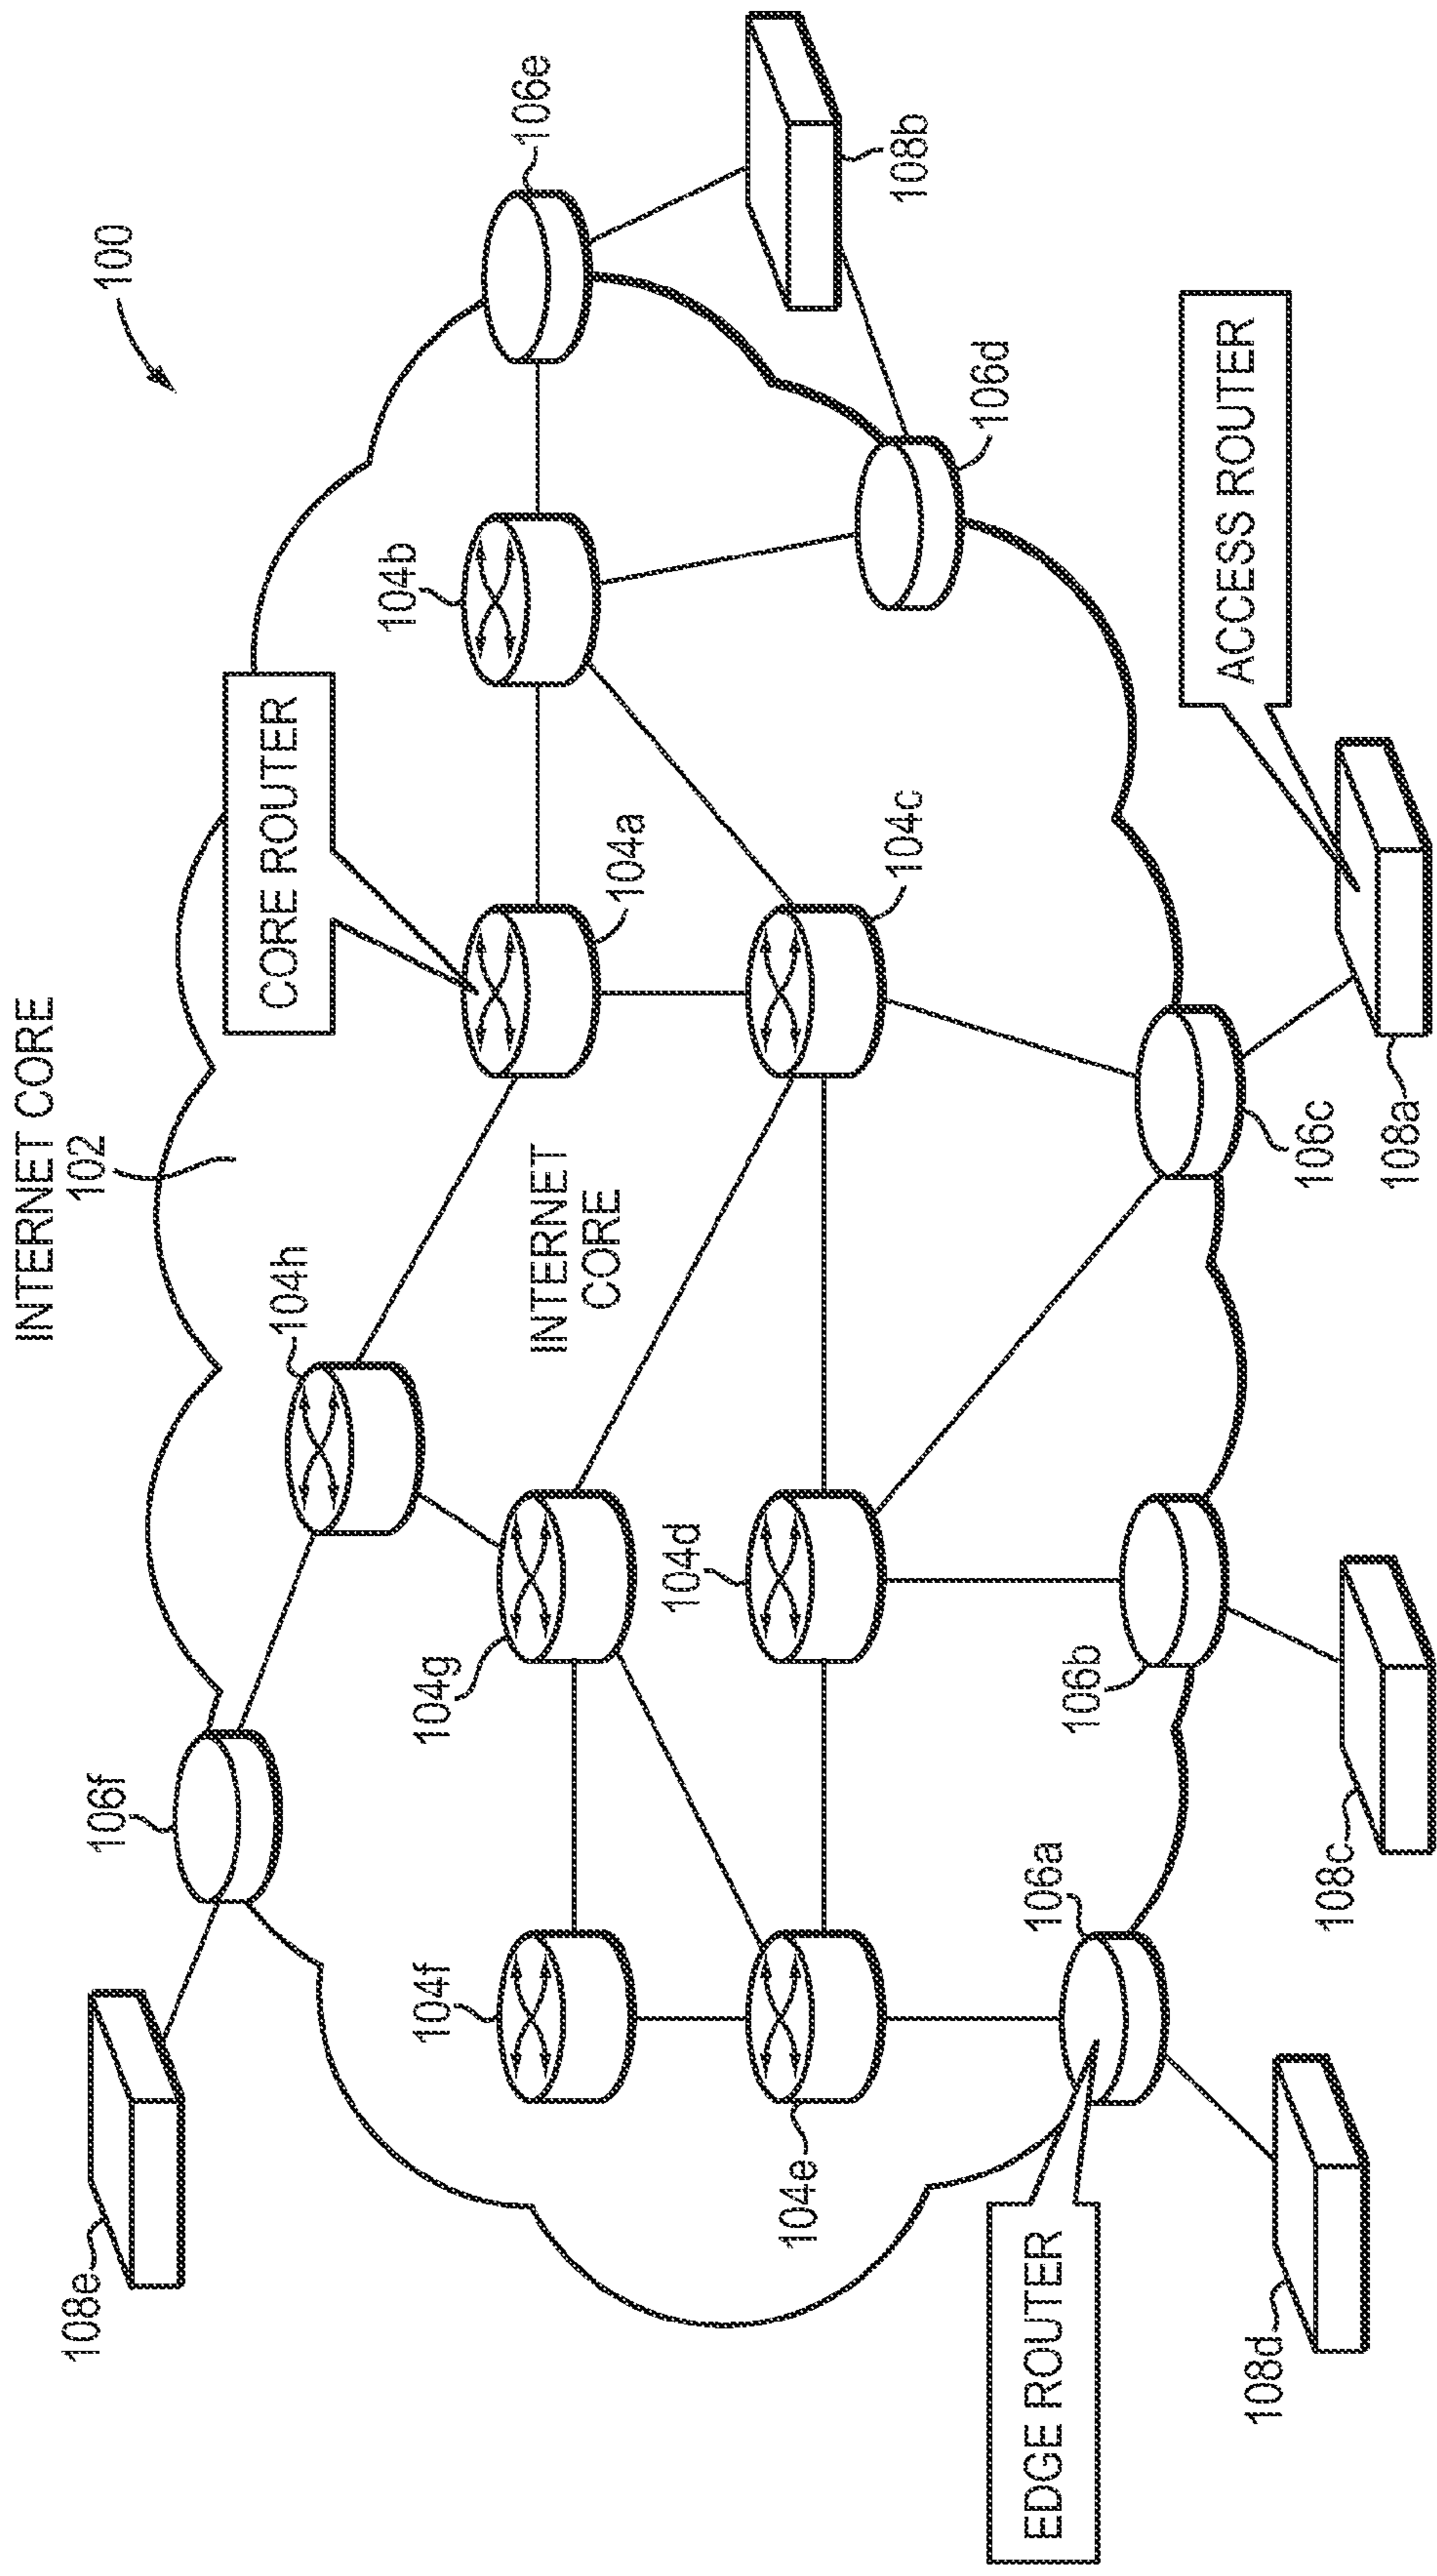 INTERNET CORE
102
100
106f
108e
104h
CORE ROUTER
104b
106e
104a
INTERNET
CORE
104g
104f
104d
104c
108b
106d
104e
106a
106b
106c
ACCESS ROUTER
EDGE ROUTER
108d
108c
108a